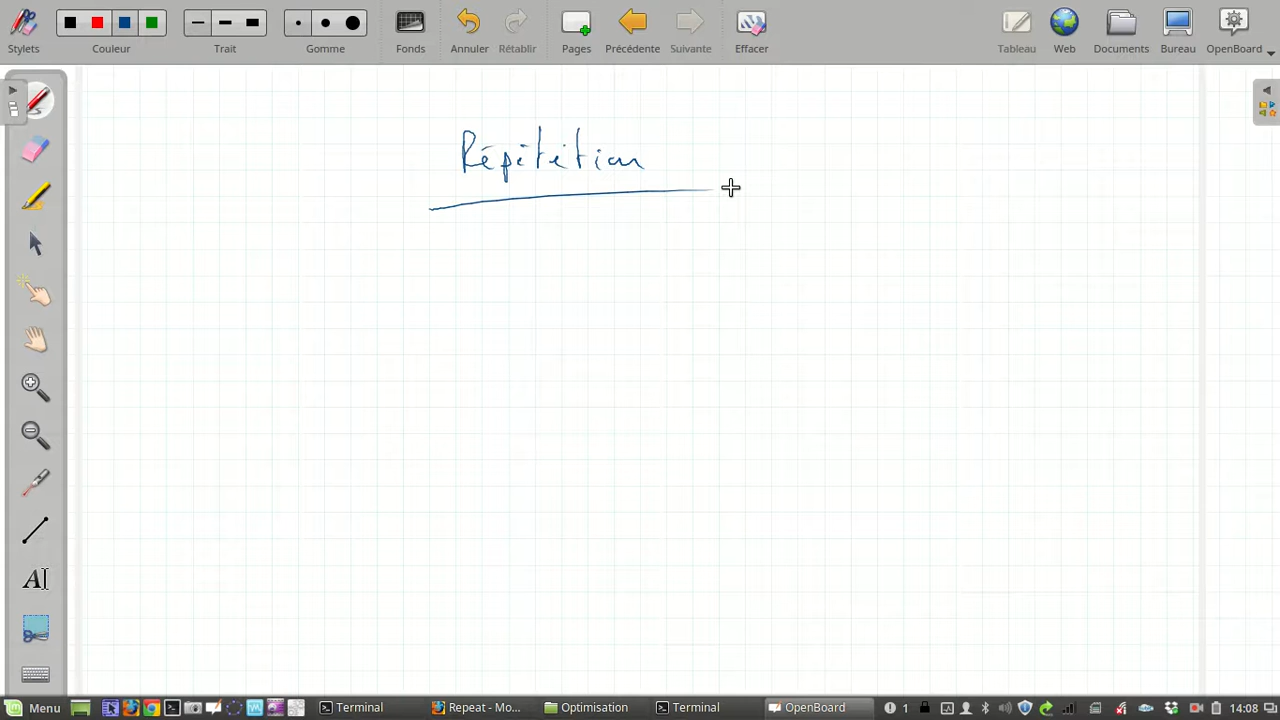 Stylets Couleur Trait Gomme Fonds Annuler Rétablir Pages Précédente Suivante Effacer Tableau Web Documents Bureau OpenBoard
Répétition
AI
Menu Terminal Repeat - Mo... Optimisation Terminal OpenBoard 1 14:08